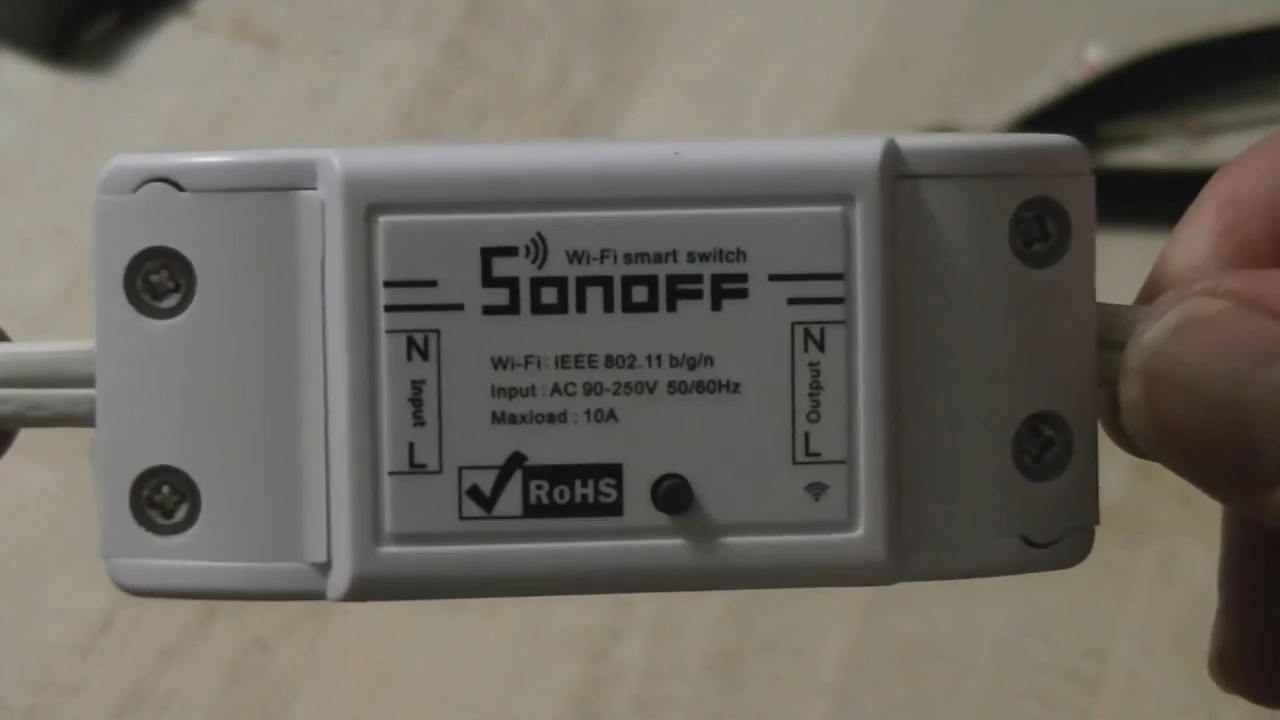 Wi-Fi smart switch
SONOFF
N Input L
Wi-Fi: IEEE 802.11 b/g/n
Input : AC 90-250V 50/60Hz
Maxload : 10A
N Output L
RoHS